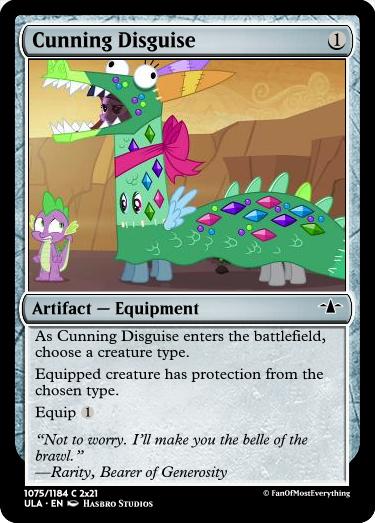 Cunning Disguise 1
Artifact — Equipment
As Cunning Disguise enters the battlefield,
choose a creature type.
Equipped creature has protection from the
chosen type.
Equip 1
“Not to worry. I’ll make you the belle of the
brawl.”
—Rarity, Bearer of Generosity
1075/1184 C 2x21
ULA • EN HASBRO STUDIOS
© FanOfMostEverything